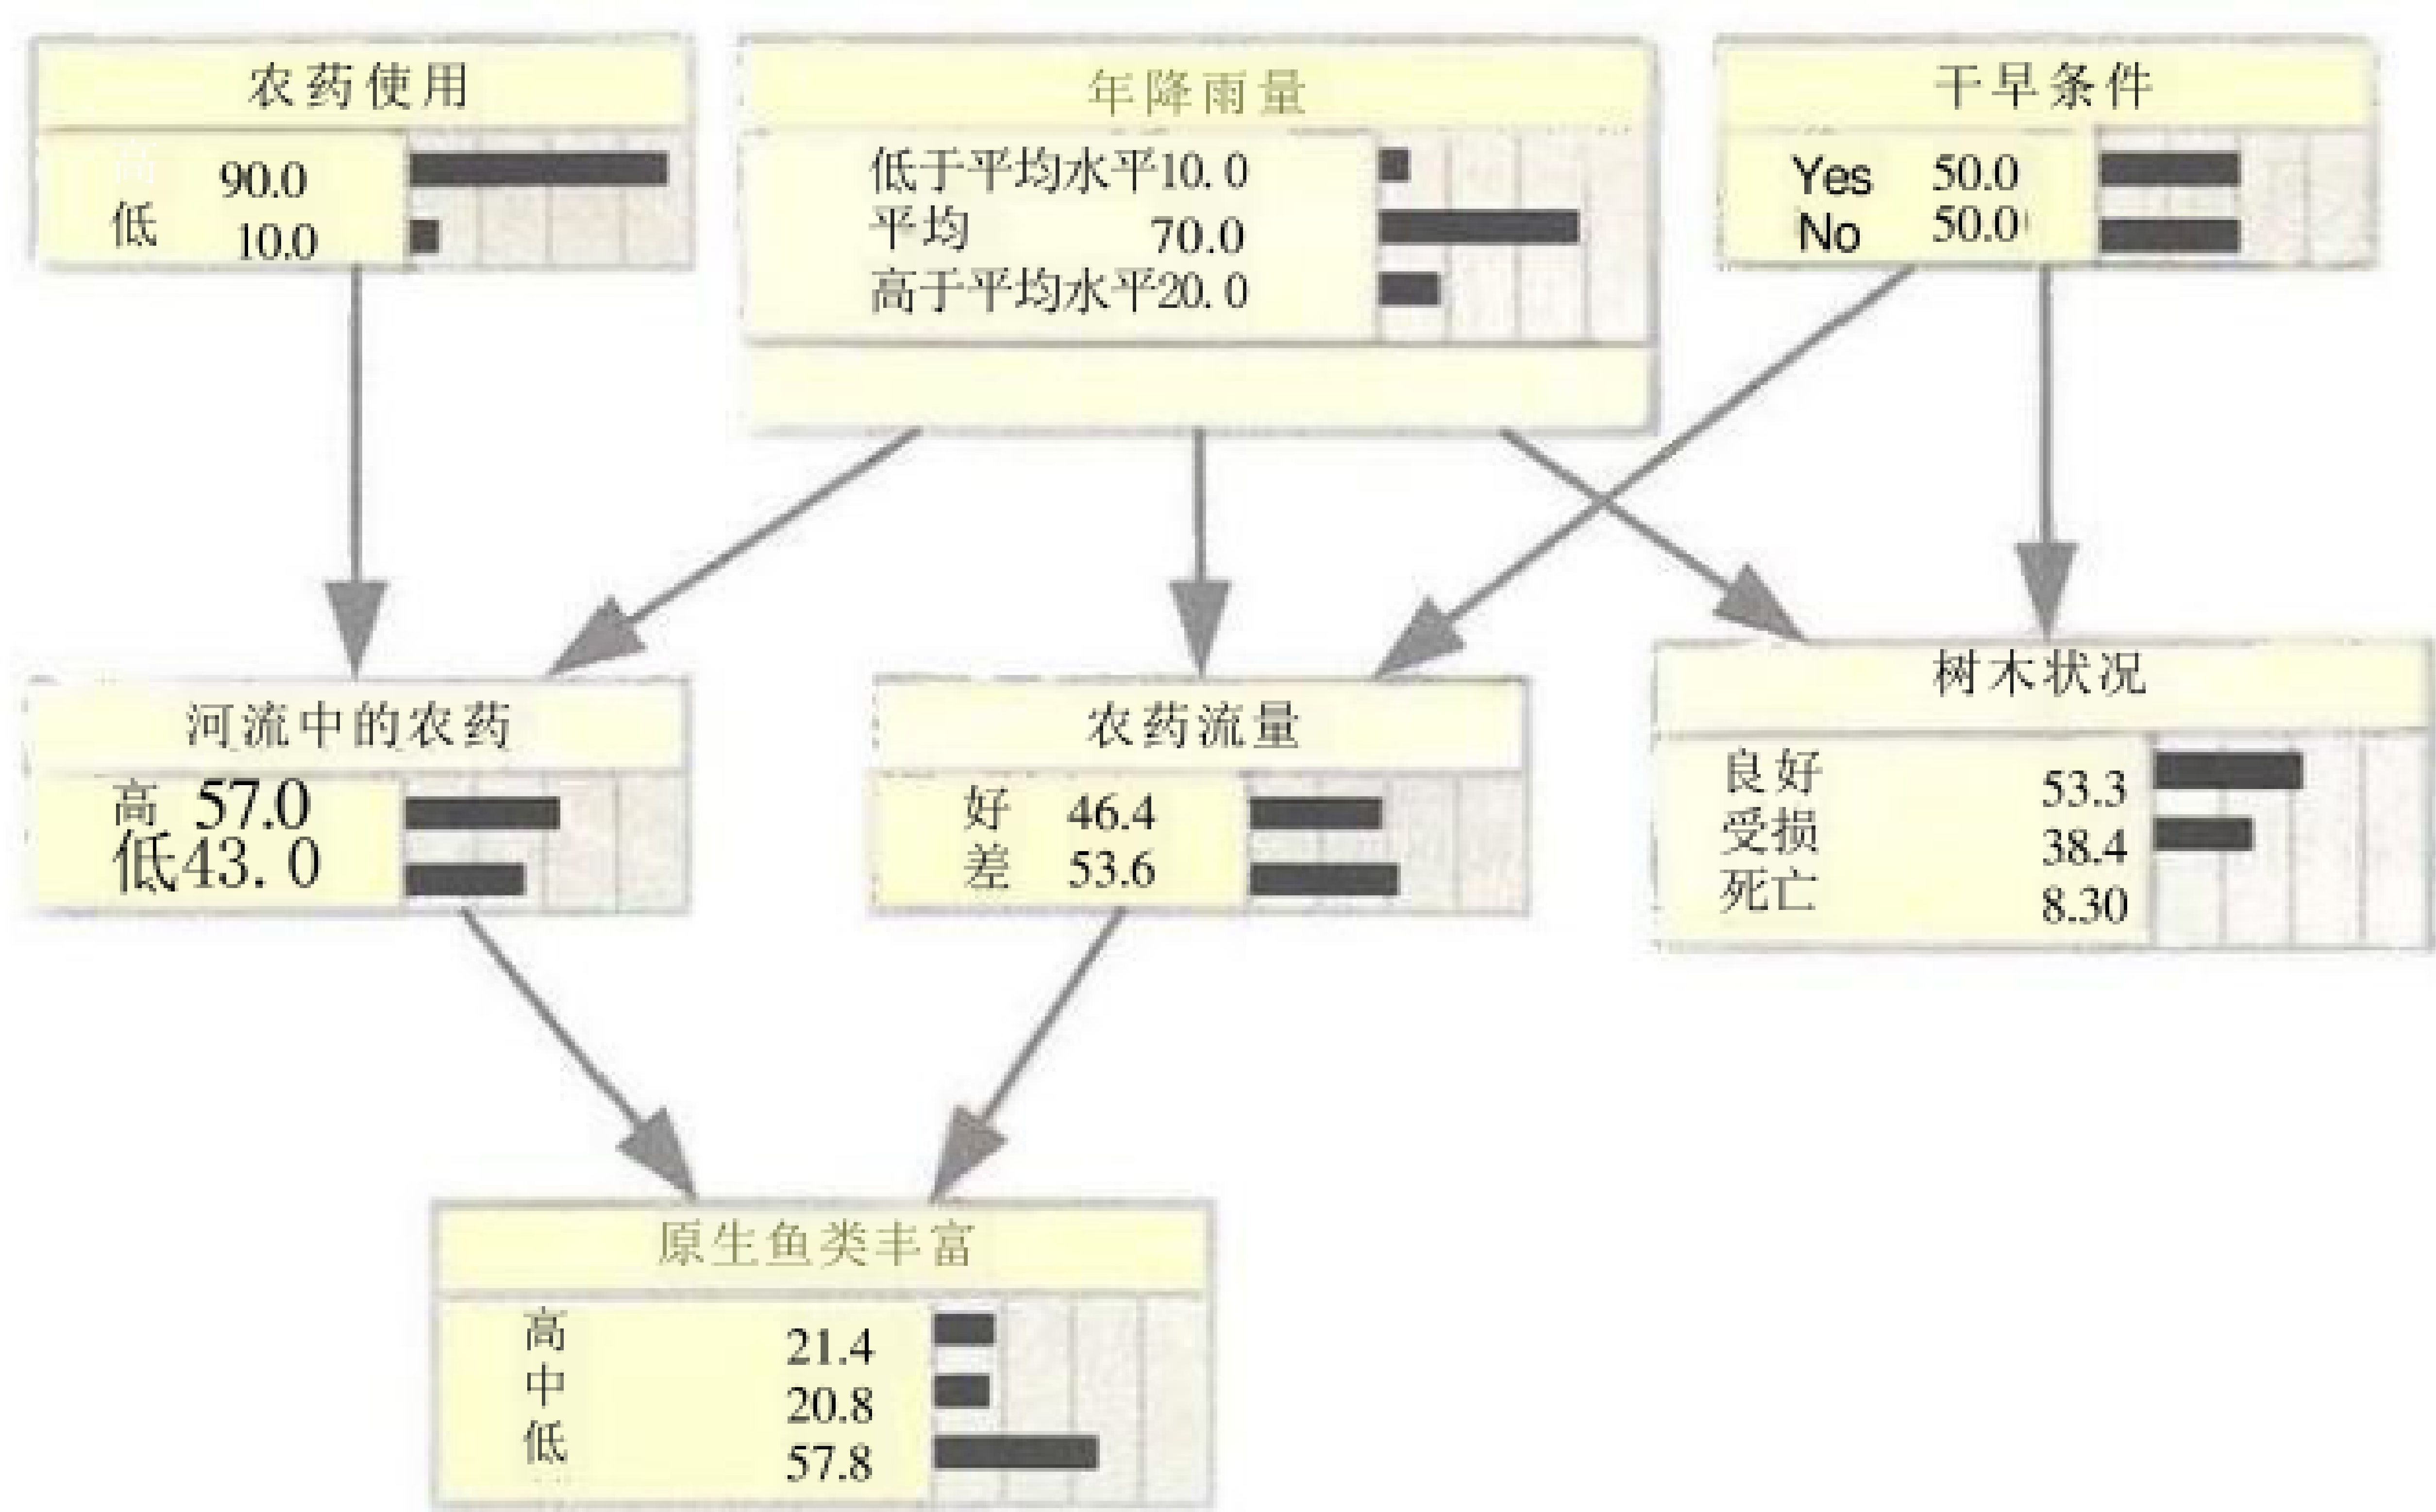 农药使用
高 90.0
低 10.0
年降雨量
低于平均水平10.0
平均 70.0
高于平均水平20.0
干早条件
Yes 50.0
No 50.0
河流中的农药
高 57.0
低43.0
农药流量
好 46.4
差 53.6
树木状况
良好 53.3
受损 38.4
死亡 8.30
原生鱼类丰富
高 21.4
中 20.8
低 57.8